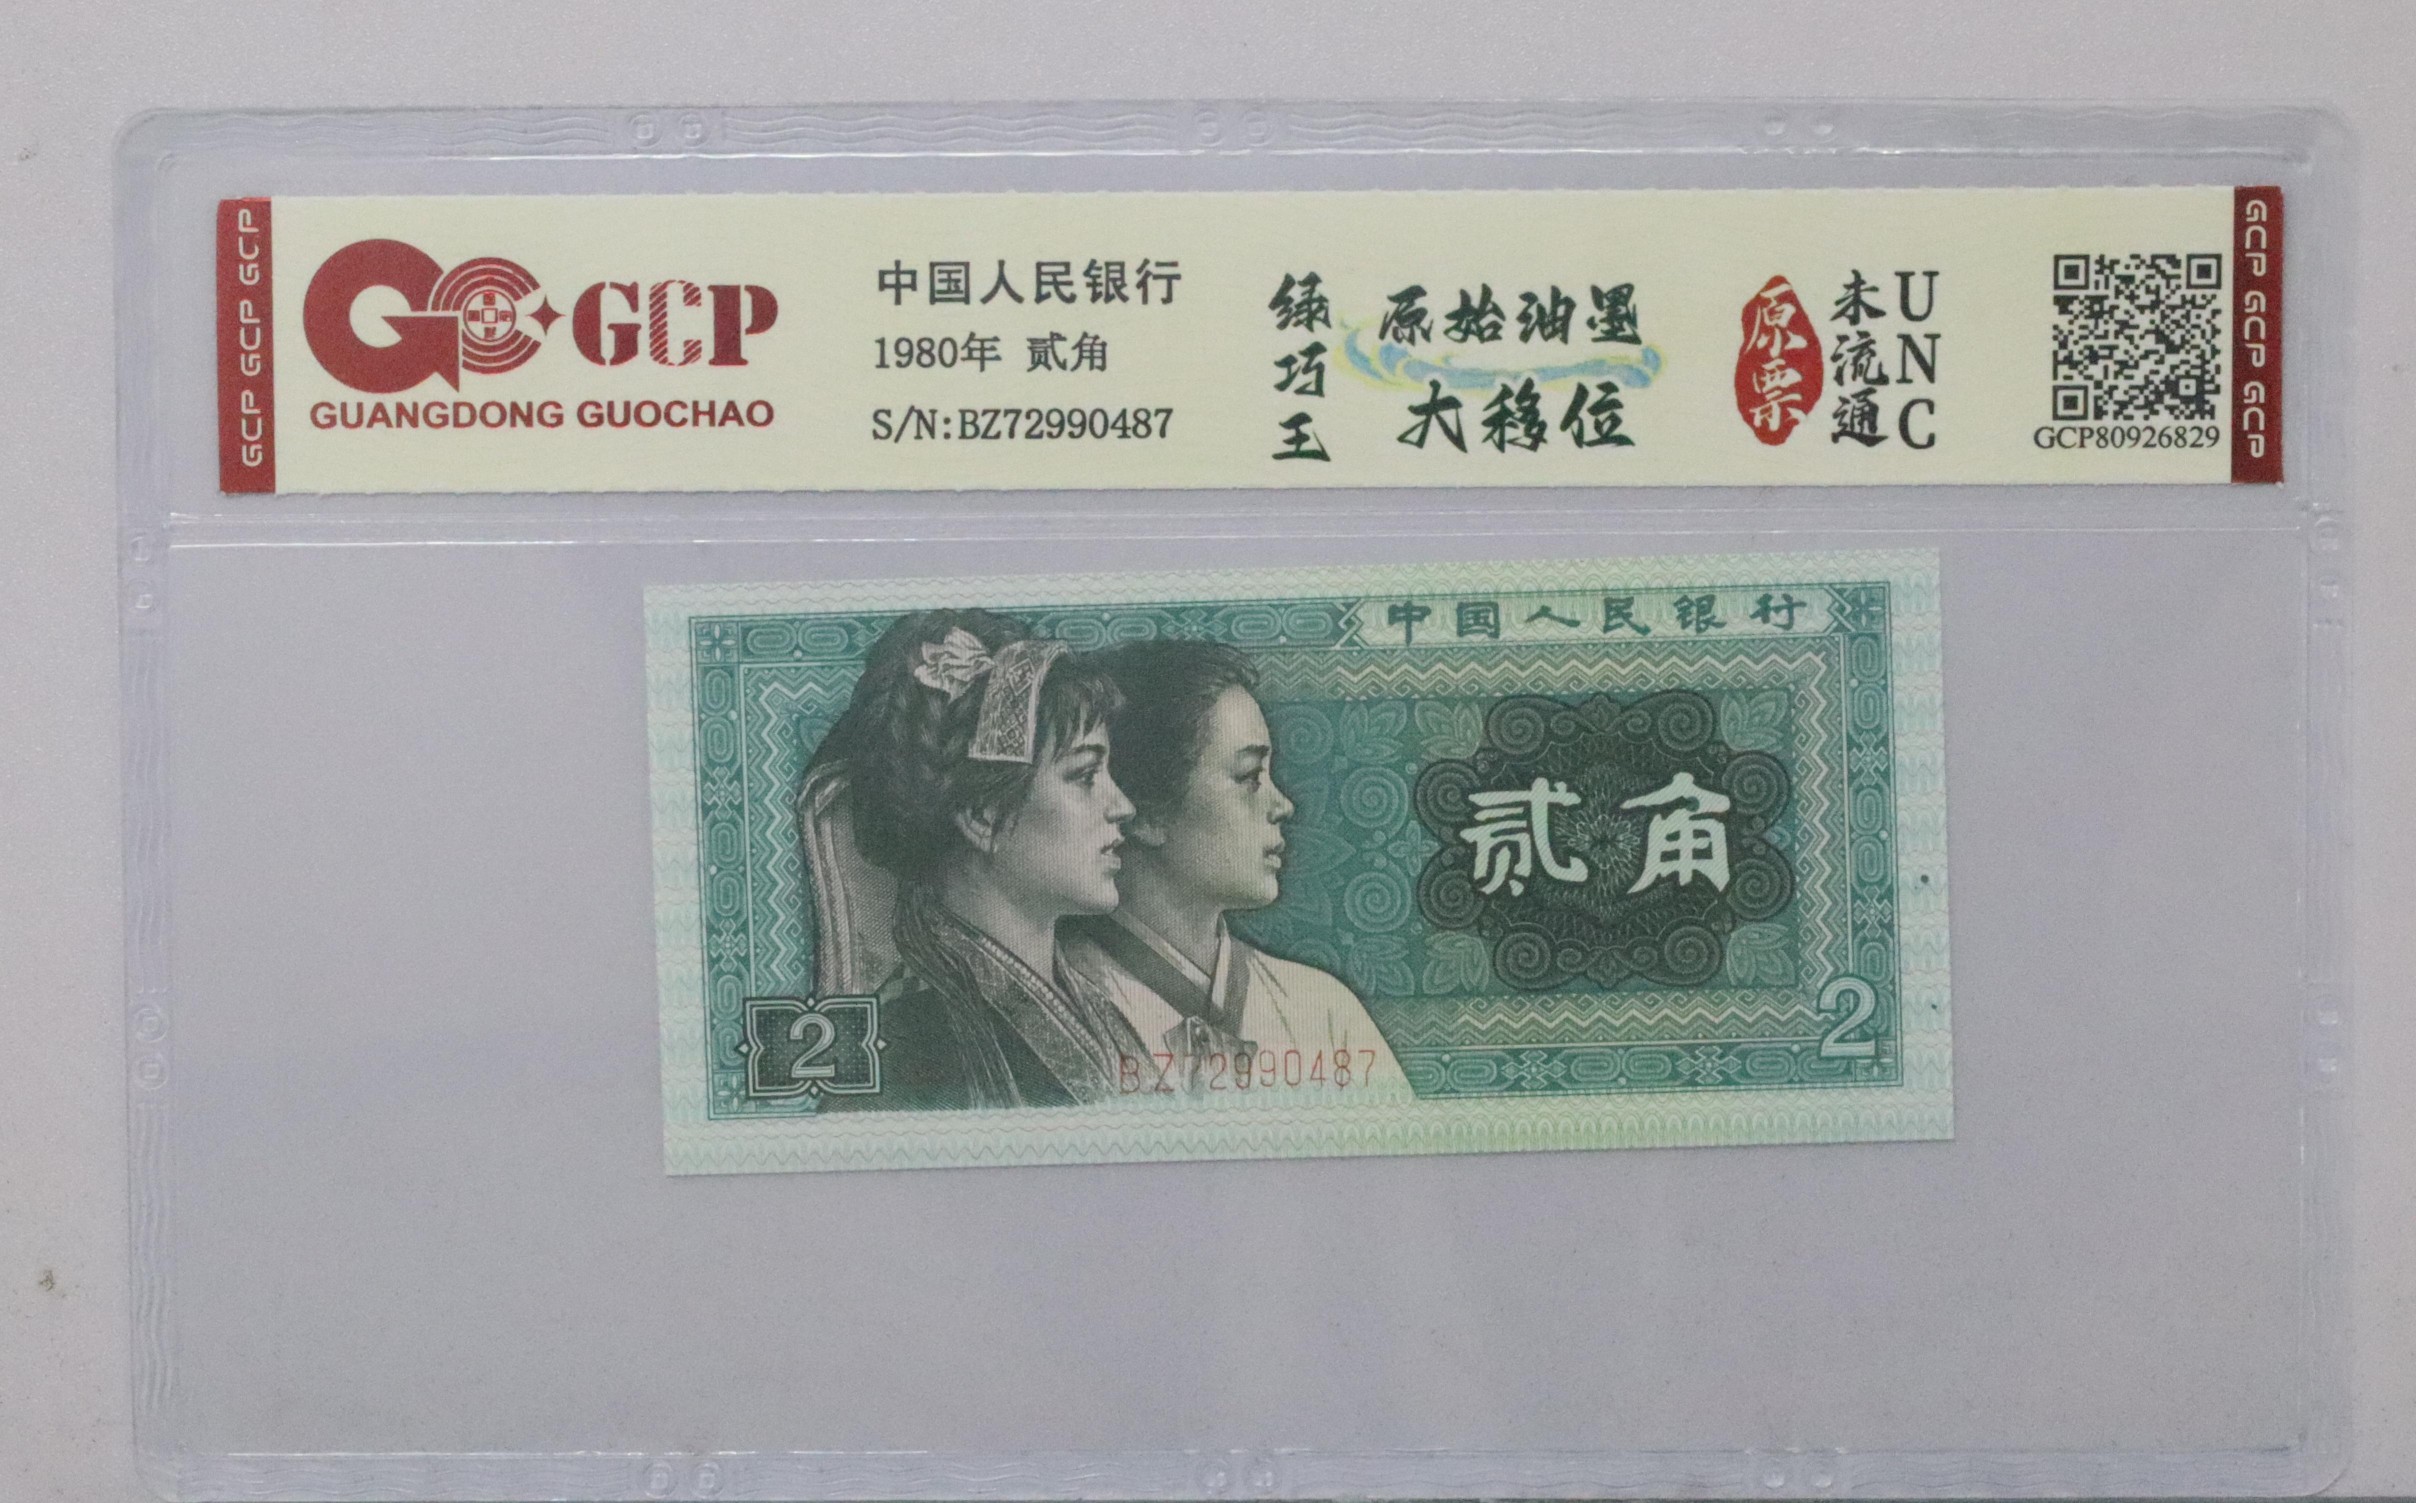 GCP GCP GCP
GCP
GUANGDONG GUOCHAO
中国人民银行
1980年 贰角
S/N:BZ72990487
绿巧王
原始油墨
大移位
原票
未流通
UNC
GCP80926829
GCP GCP GCP
中国人民银行
贰角
2
2
BZ72990487